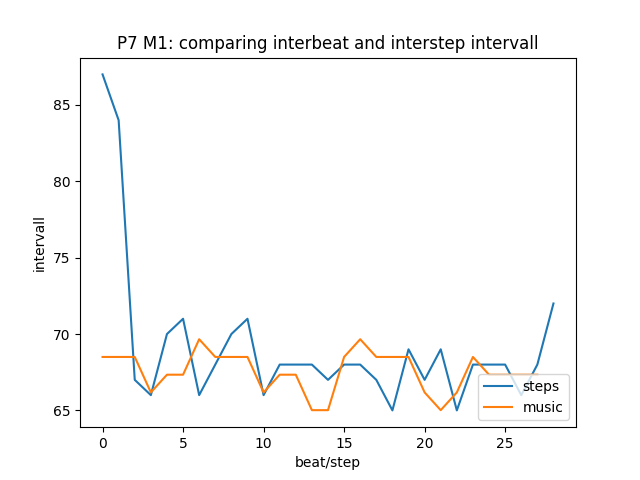 P7 M1: comparing interbeat and interstep intervall
85
80
75
70
65
intervall
0 5 10 15 20 25
beat/step
steps
music